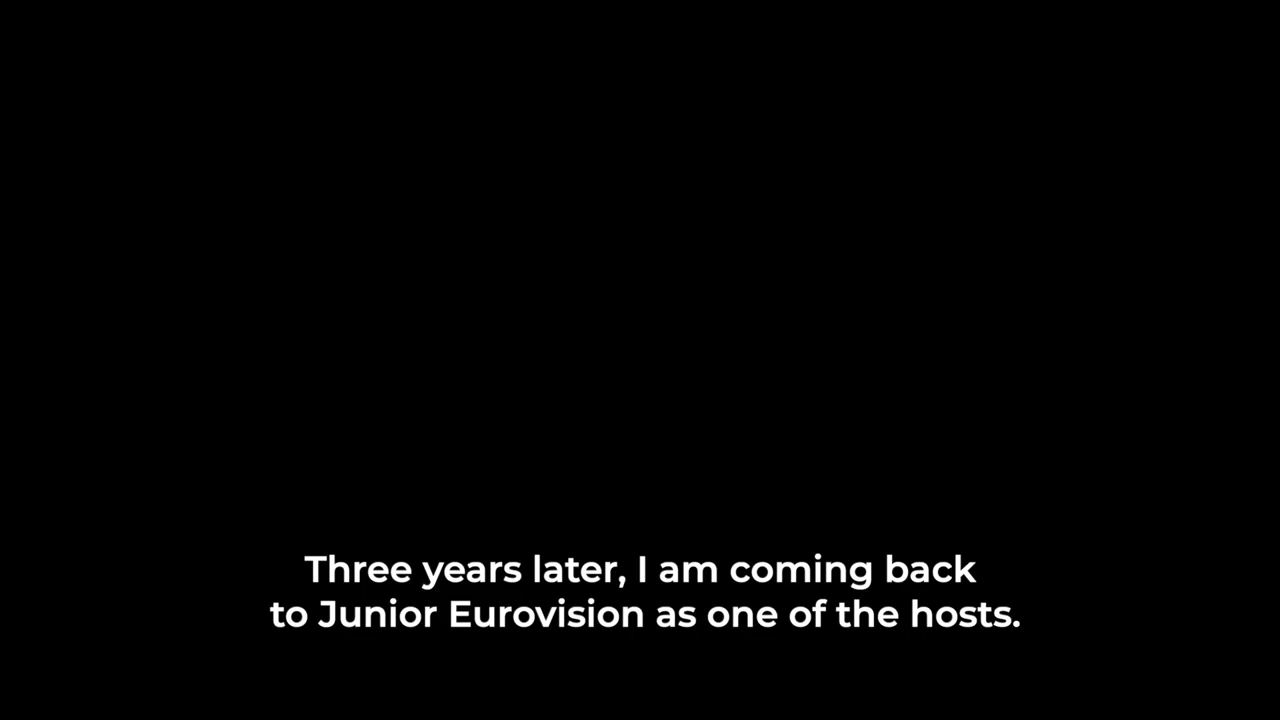 Three years later, I am coming back
to Junior Eurovision as one of the hosts.